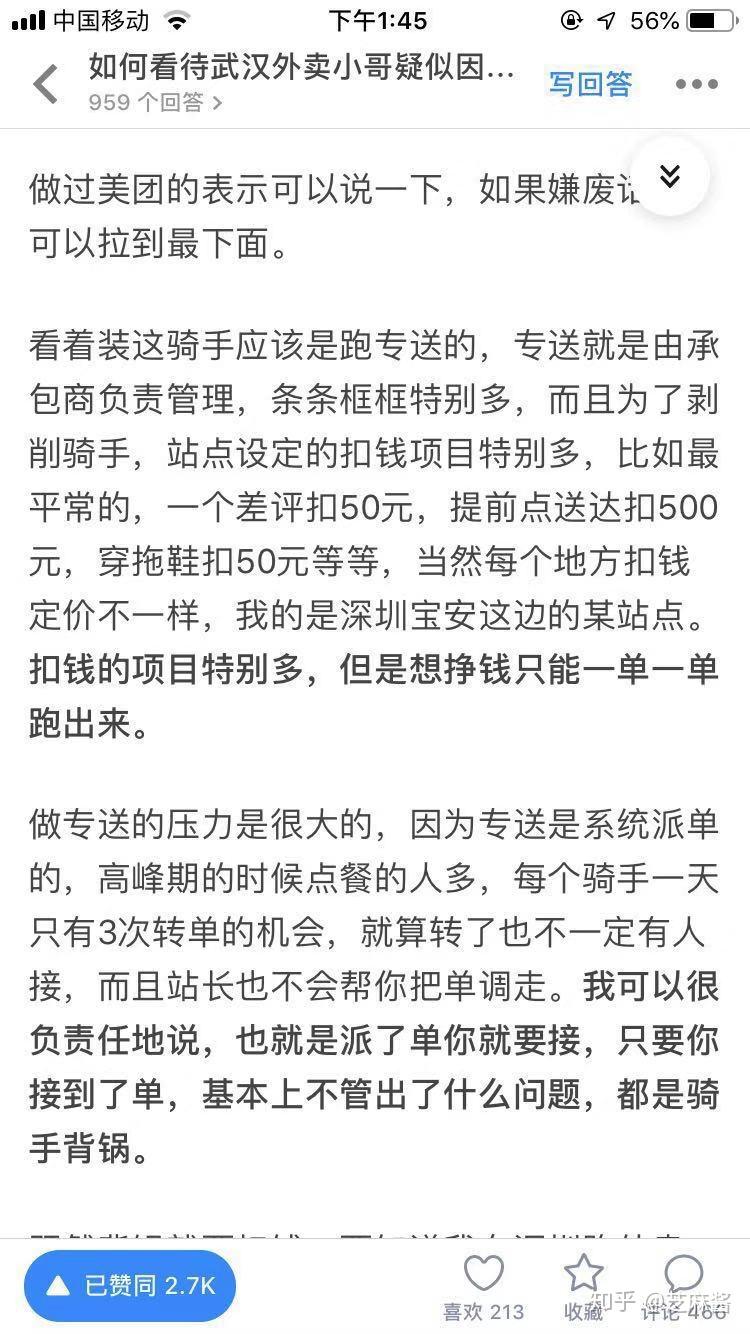 中国移动 下午1:45 56%
如何看待武汉外卖小哥疑似因...
959 个回答
写回答
做过美团的表示可以说一下，如果嫌废
可以拉到最下面。
看着装这骑手应该是跑专送的，专送就是由承
包商负责管理，条条框框特别多，而且为了剥
削骑手，站点设定的扣钱项目特别多，比如最
平常的，一个差评扣50元，提前点送达扣500
元，穿拖鞋扣50元等等，当然每个地方扣钱
定价不一样，我的是深圳宝安这边的某站点。
扣钱的项目特别多，但是想挣钱只能一单一单
跑出来。
做专送的压力是很大的，因为专送是系统派单
的，高峰期的时候点餐的人多，每个骑手一天
只有3次转单的机会，就算转了也不一定有人
接，而且站长也不会帮你把单调走。我可以很
负责任地说，也就是派了单你就要接，只要你
接到了单，基本上不管出了什么问题，都是骑
手背锅。
已赞同 2.7K
喜欢 213
收藏
评论 466
知乎 @芝麻酱